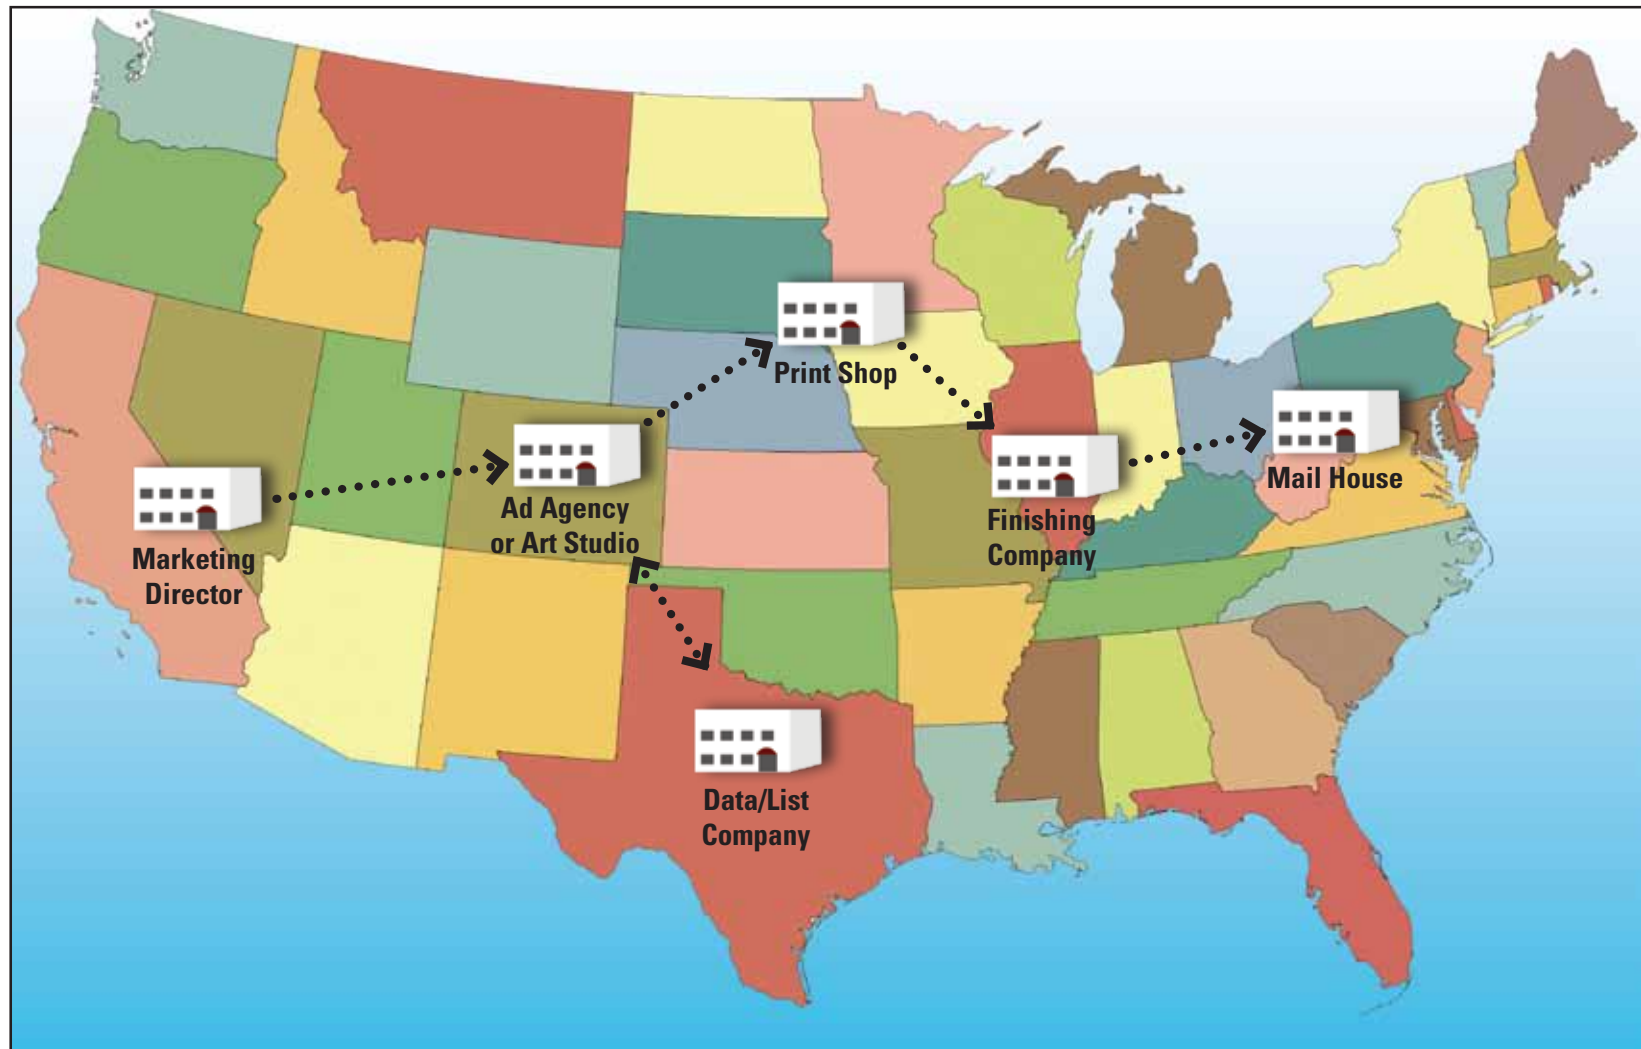 Print Shop
Mail House
Ad Agency
or Art Studio
Finishing
Company
Marketing
Director
Data/List
Company